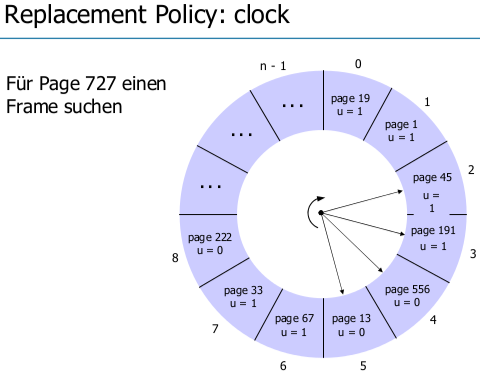 Replacement Policy: clock
Für Page 727 einen
Frame suchen
n - 1
0
1
2
3
4
5
6
7
8
page 19
u = 1
page 1
u = 1
page 45
u =
1
page 191
u = 1
page 556
u = 0
page 13
u = 0
page 67
u = 1
page 33
u = 1
page 222
u = 0
...
...
...